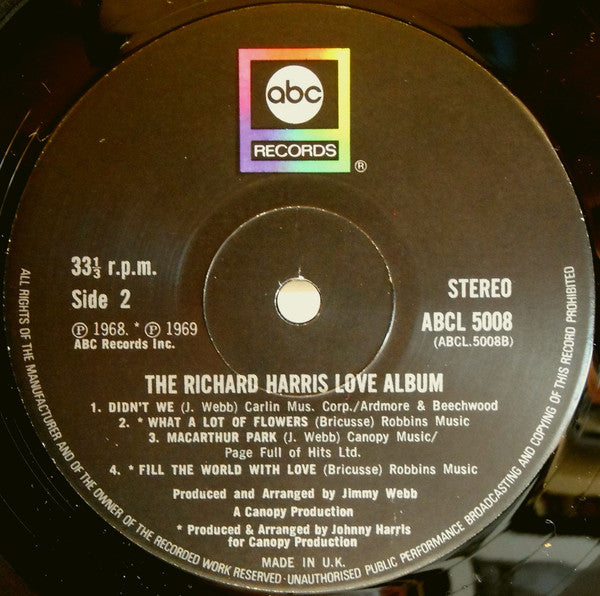 abc
RECORDS
®
33⅓ r.p.m.
Side 2
Ⓟ 1968. * Ⓟ 1969
ABC Records Inc.
STEREO
ABCL 5008
(ABCL.5008B)
THE RICHARD HARRIS LOVE ALBUM
1. DIDN'T WE (J. Webb) Carlin Mus. Corp./Ardmore & Beechwood
2. * WHAT A LOT OF FLOWERS (Bricusse) Robbins Music
3. MACARTHUR PARK (J. Webb) Canopy Music/
Page Full of Hits Ltd.
4. * FILL THE WORLD WITH LOVE (Bricusse) Robbins Music
Produced and Arranged by Jimmy Webb
A Canopy Production
* Produced & Arranged by Johnny Harris
for Canopy Production
MADE IN U.K.
ALL RIGHTS OF THE MANUFACTURER AND OF THE OWNER OF THE RECORDED WORK RESERVED · UNAUTHORISED PUBLIC PERFORMANCE BROADCASTING AND COPYING OF THIS RECORD PROHIBITED